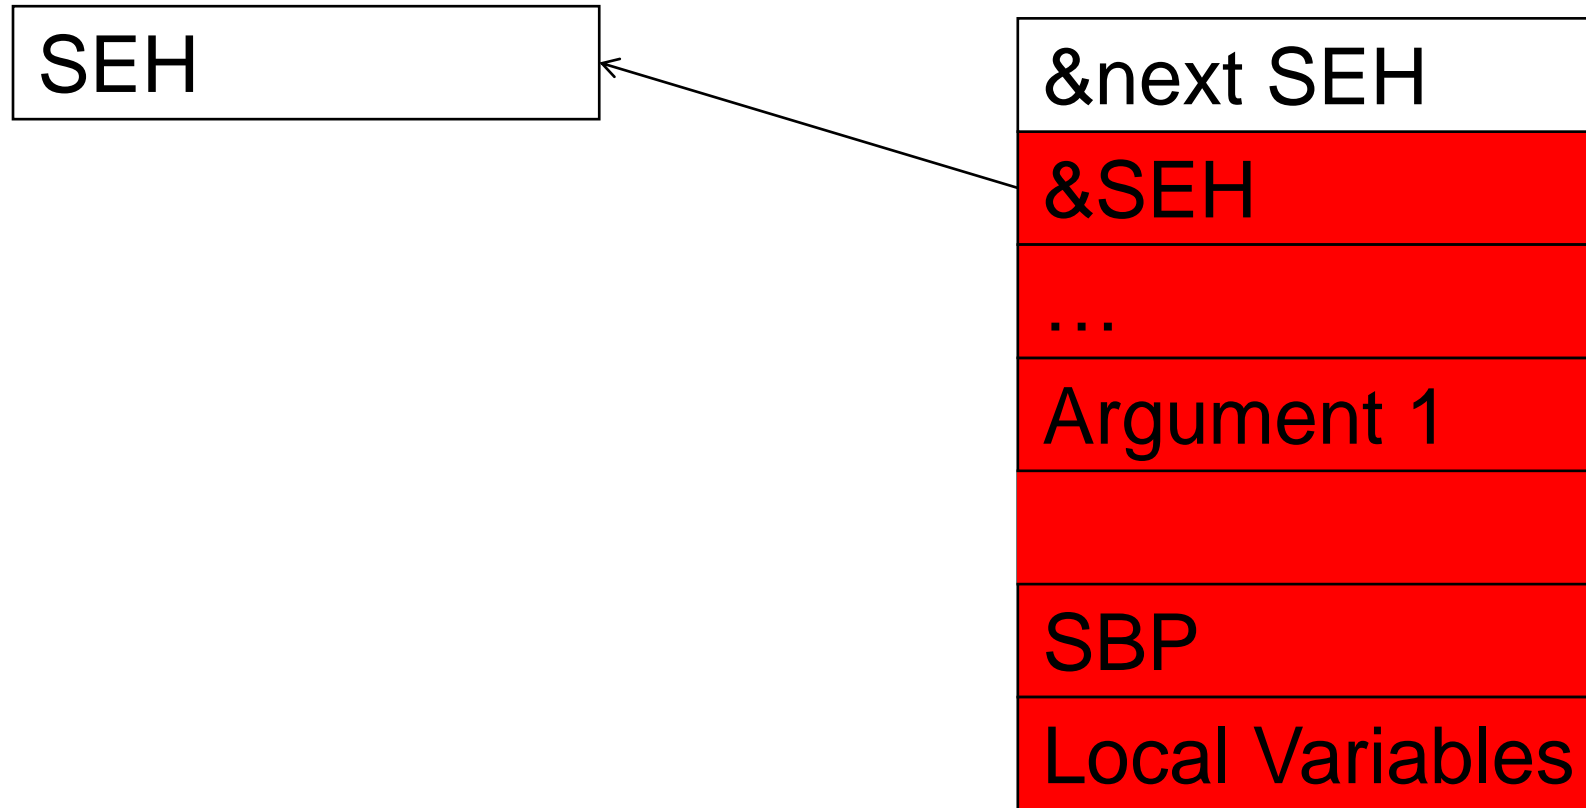 SEH
&next SEH
&SEH
…
Argument 1
SBP
Local Variables